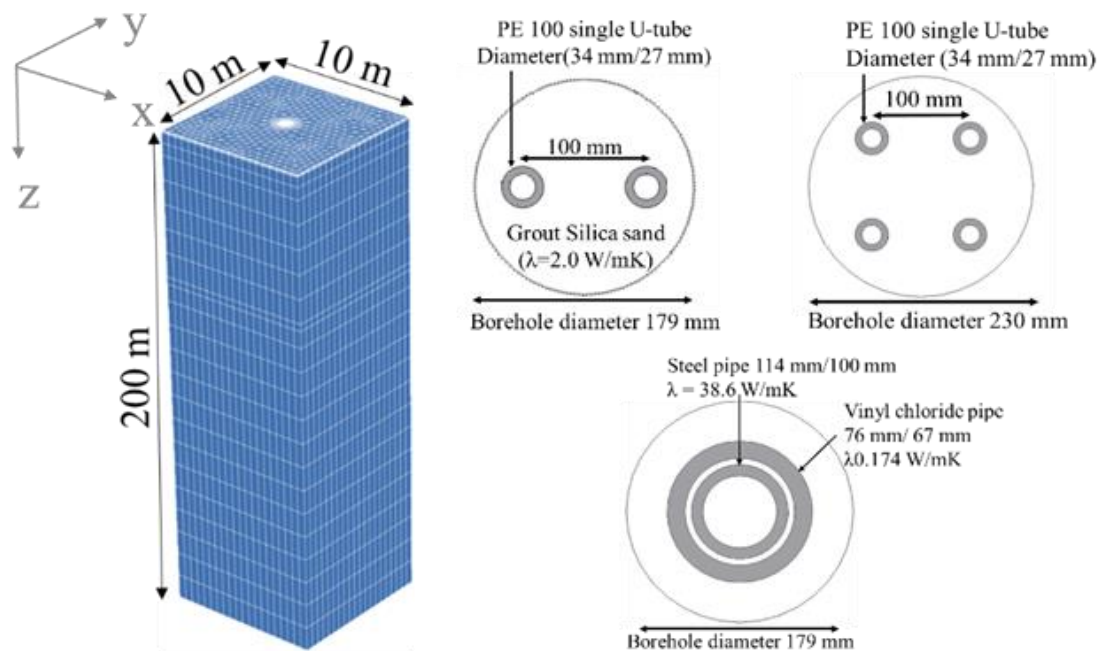 y
x
z
10 m
10 m
200 m
PE 100 single U-tube
Diameter(34 mm/27 mm)
100 mm
Grout Silica sand
(λ=2.0 W/mK)
Borehole diameter 179 mm
PE 100 single U-tube
Diameter (34 mm/27 mm)
100 mm
Borehole diameter 230 mm
Steel pipe 114 mm/100 mm
λ = 38.6 W/mK
Vinyl chloride pipe
76 mm/ 67 mm
λ0.174 W/mK
Borehole diameter 179 mm